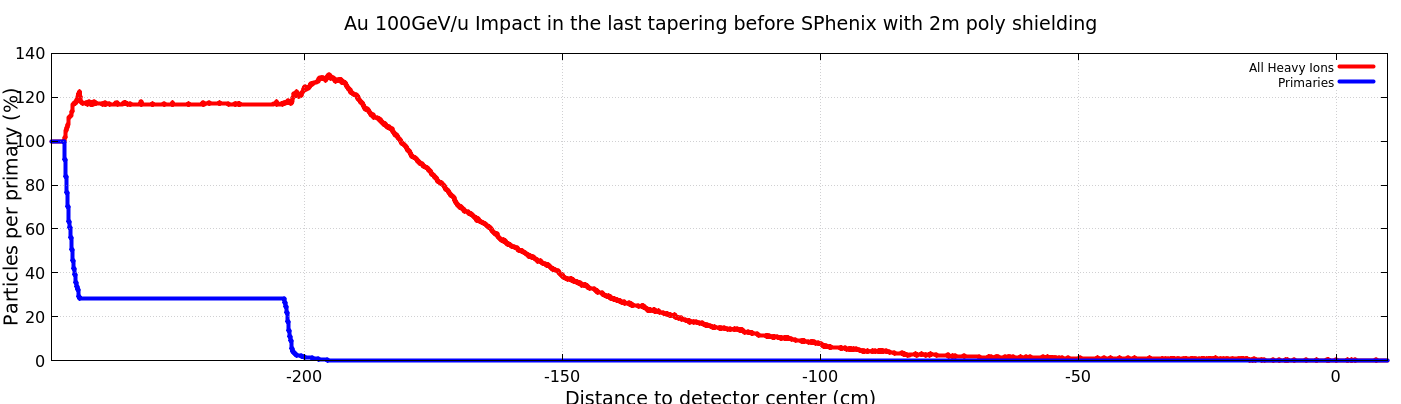 Au 100GeV/u Impact in the last tapering before SPhenix with 2m poly shielding
Particles per primary (%)
140
120
100
80
60
40
20
0
All Heavy Ions
Primaries
-200
-150
-100
-50
0
Distance to detector center (cm)